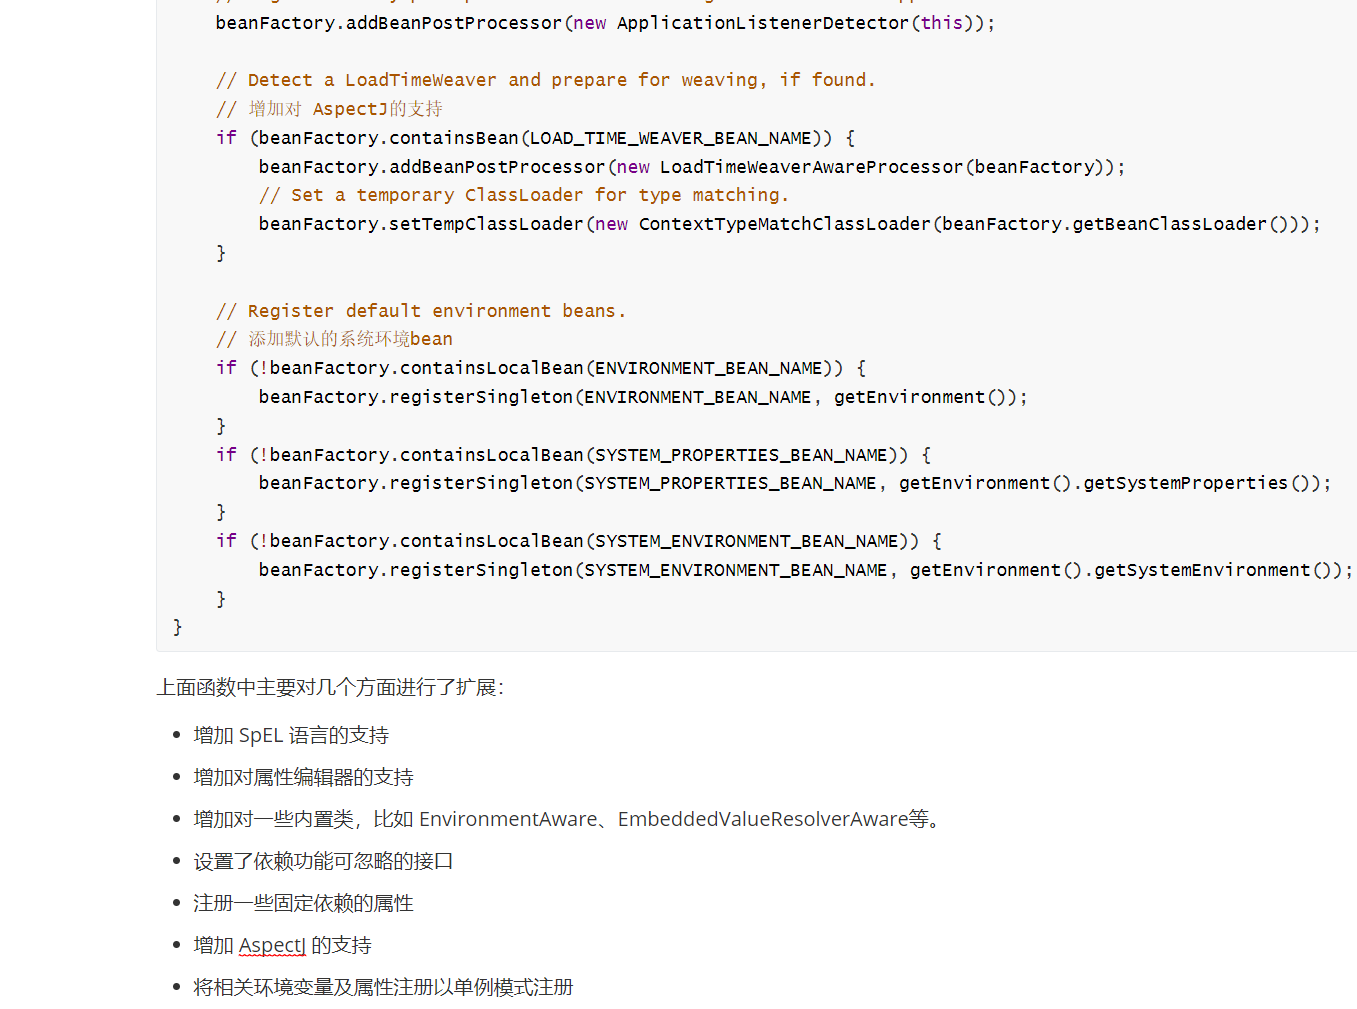 beanFactory.addBeanPostProcessor(new ApplicationListenerDetector(this));
// Detect a LoadTimeWeaver and prepare for weaving, if found.
// 增加对 AspectJ的支持
if (beanFactory.containsBean(LOAD_TIME_WEAVER_BEAN_NAME)) {
beanFactory.addBeanPostProcessor(new LoadTimeWeaverAwareProcessor(beanFactory));
// Set a temporary ClassLoader for type matching.
beanFactory.setTempClassLoader(new ContextTypeMatchClassLoader(beanFactory.getBeanClassLoader()));
}
// Register default environment beans.
// 添加默认的系统环境bean
if (!beanFactory.containsLocalBean(ENVIRONMENT_BEAN_NAME)) {
beanFactory.registerSingleton(ENVIRONMENT_BEAN_NAME, getEnvironment());
}
if (!beanFactory.containsLocalBean(SYSTEM_PROPERTIES_BEAN_NAME)) {
beanFactory.registerSingleton(SYSTEM_PROPERTIES_BEAN_NAME, getEnvironment().getSystemProperties());
}
if (!beanFactory.containsLocalBean(SYSTEM_ENVIRONMENT_BEAN_NAME)) {
beanFactory.registerSingleton(SYSTEM_ENVIRONMENT_BEAN_NAME, getEnvironment().getSystemEnvironment());
}
}
上面函数中主要对几个方面进行了扩展：
• 增加 SpEL 语言的支持
• 增加对属性编辑器的支持
• 增加对一些内置类，比如 EnvironmentAware、EmbeddedValueResolverAware等。
• 设置了依赖功能可忽略的接口
• 注册一些固定依赖的属性
• 增加 AspectJ 的支持
• 将相关环境变量及属性注册以单例模式注册